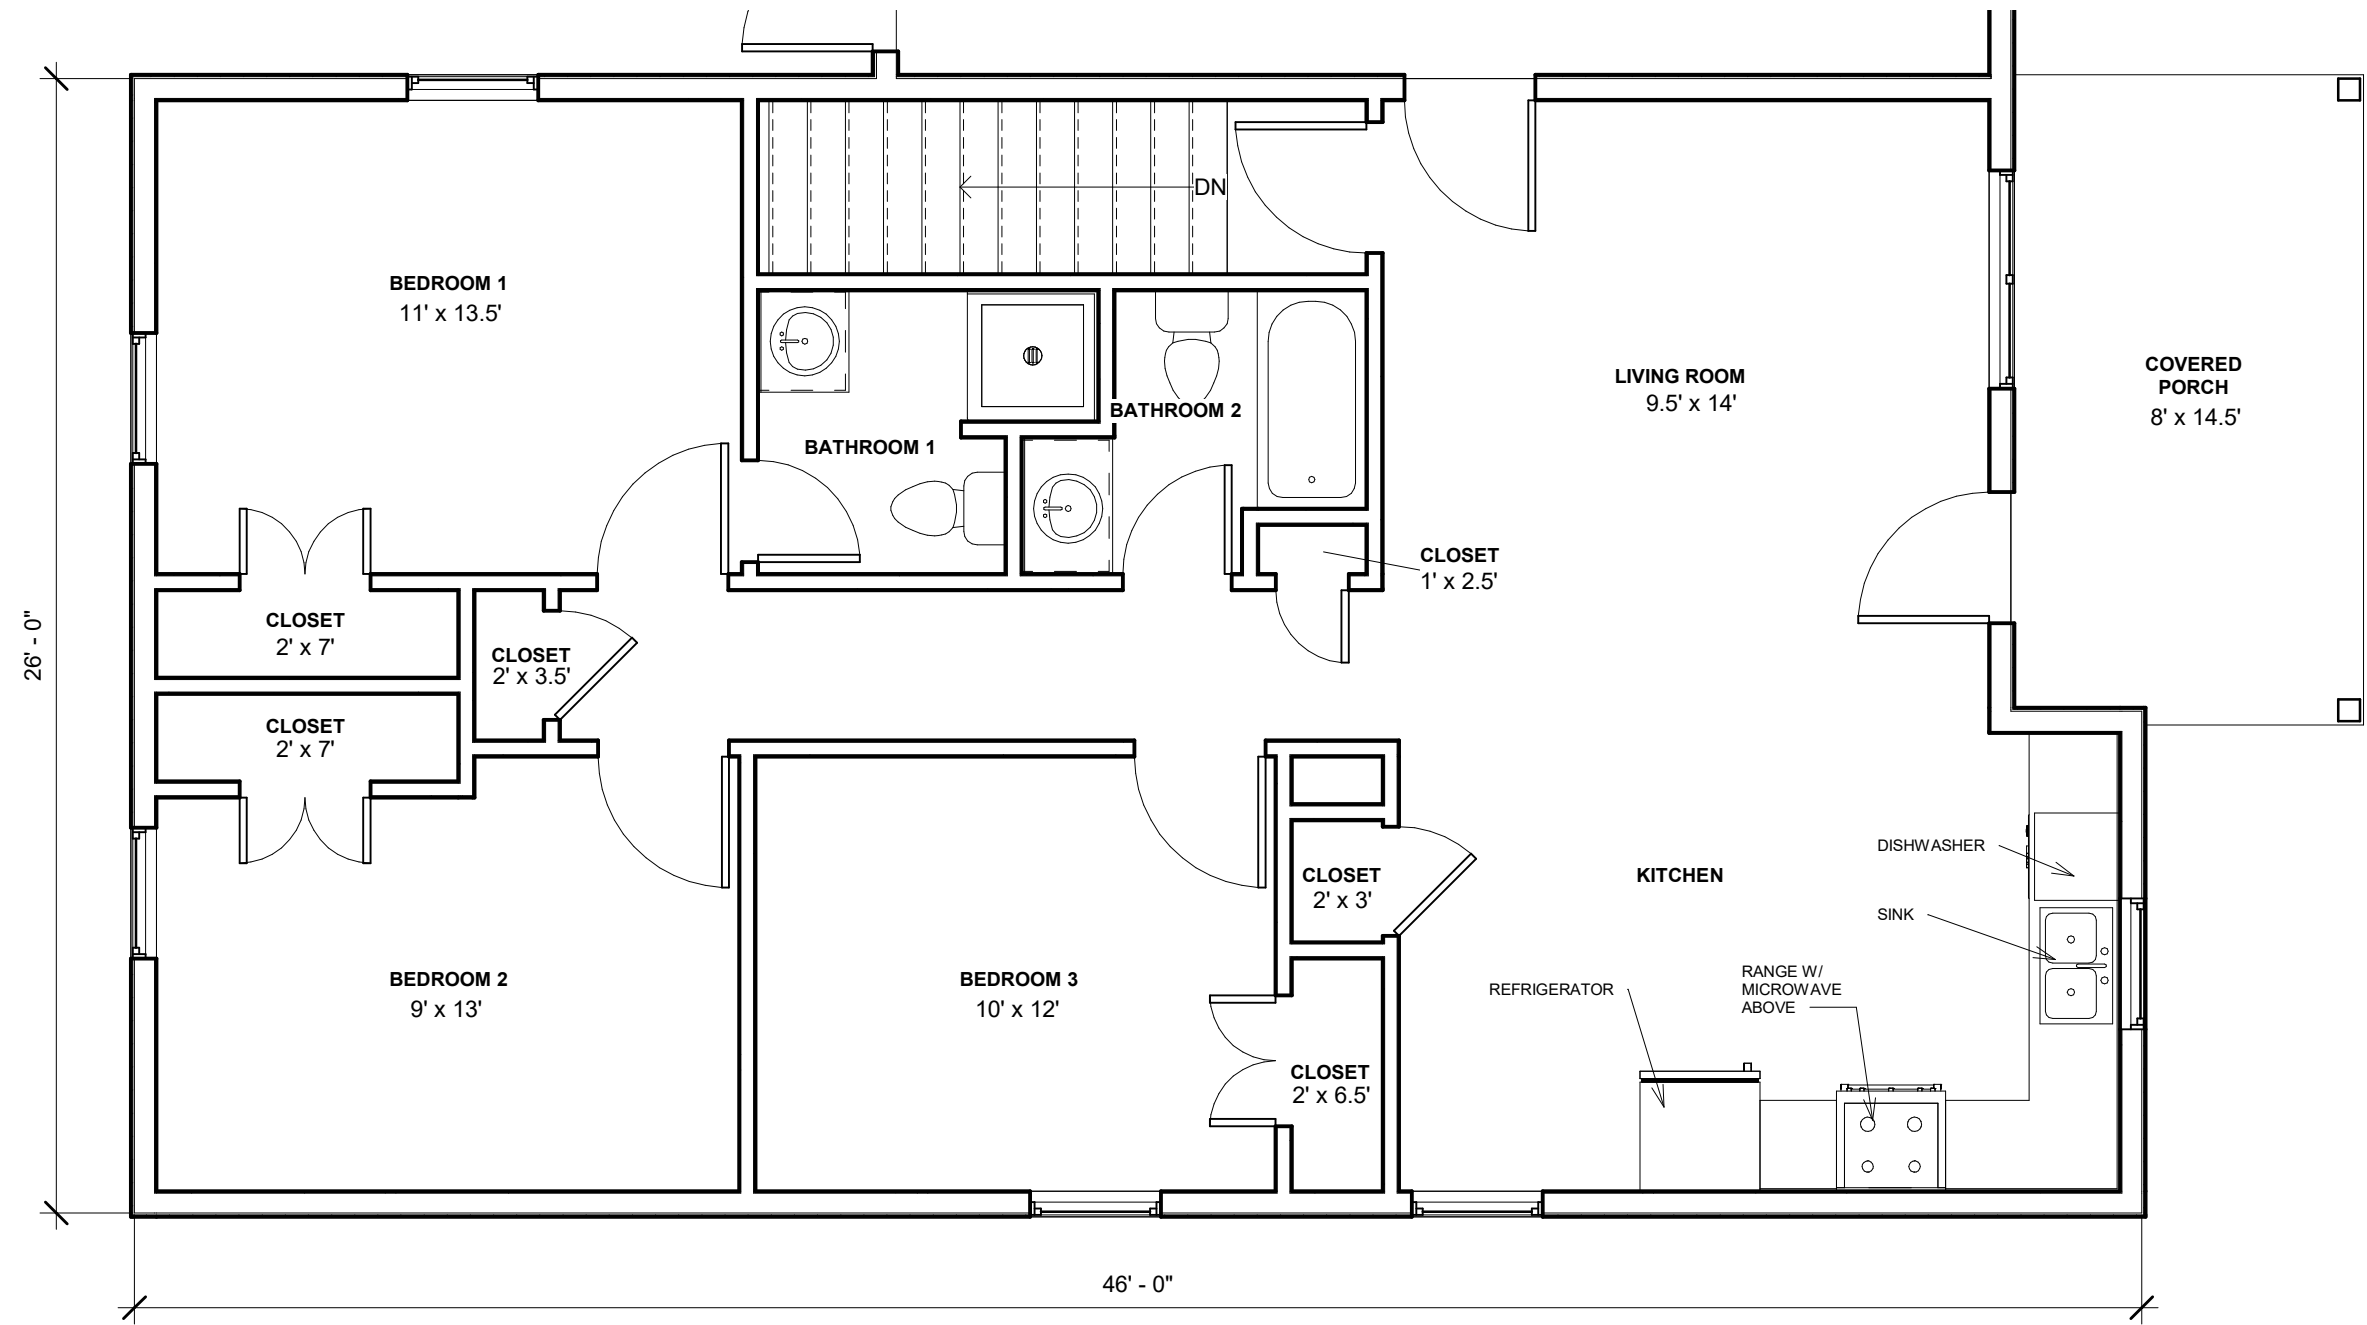 DN
BEDROOM 1
11' x 13.5'
LIVING ROOM
9.5' x 14'
COVERED
PORCH
8' x 14.5'
BATHROOM 2
BATHROOM 1
CLOSET
1' x 2.5'
CLOSET
2' x 7'
CLOSET
2' x 3.5'
26' - 0"
CLOSET
2' x 7'
DISHWASHER
CLOSET
2' x 3'
KITCHEN
SINK
BEDROOM 2
9' x 13'
BEDROOM 3
10' x 12'
REFRIGERATOR
RANGE W/
MICROWAVE
ABOVE
CLOSET
2' x 6.5'
46' - 0"